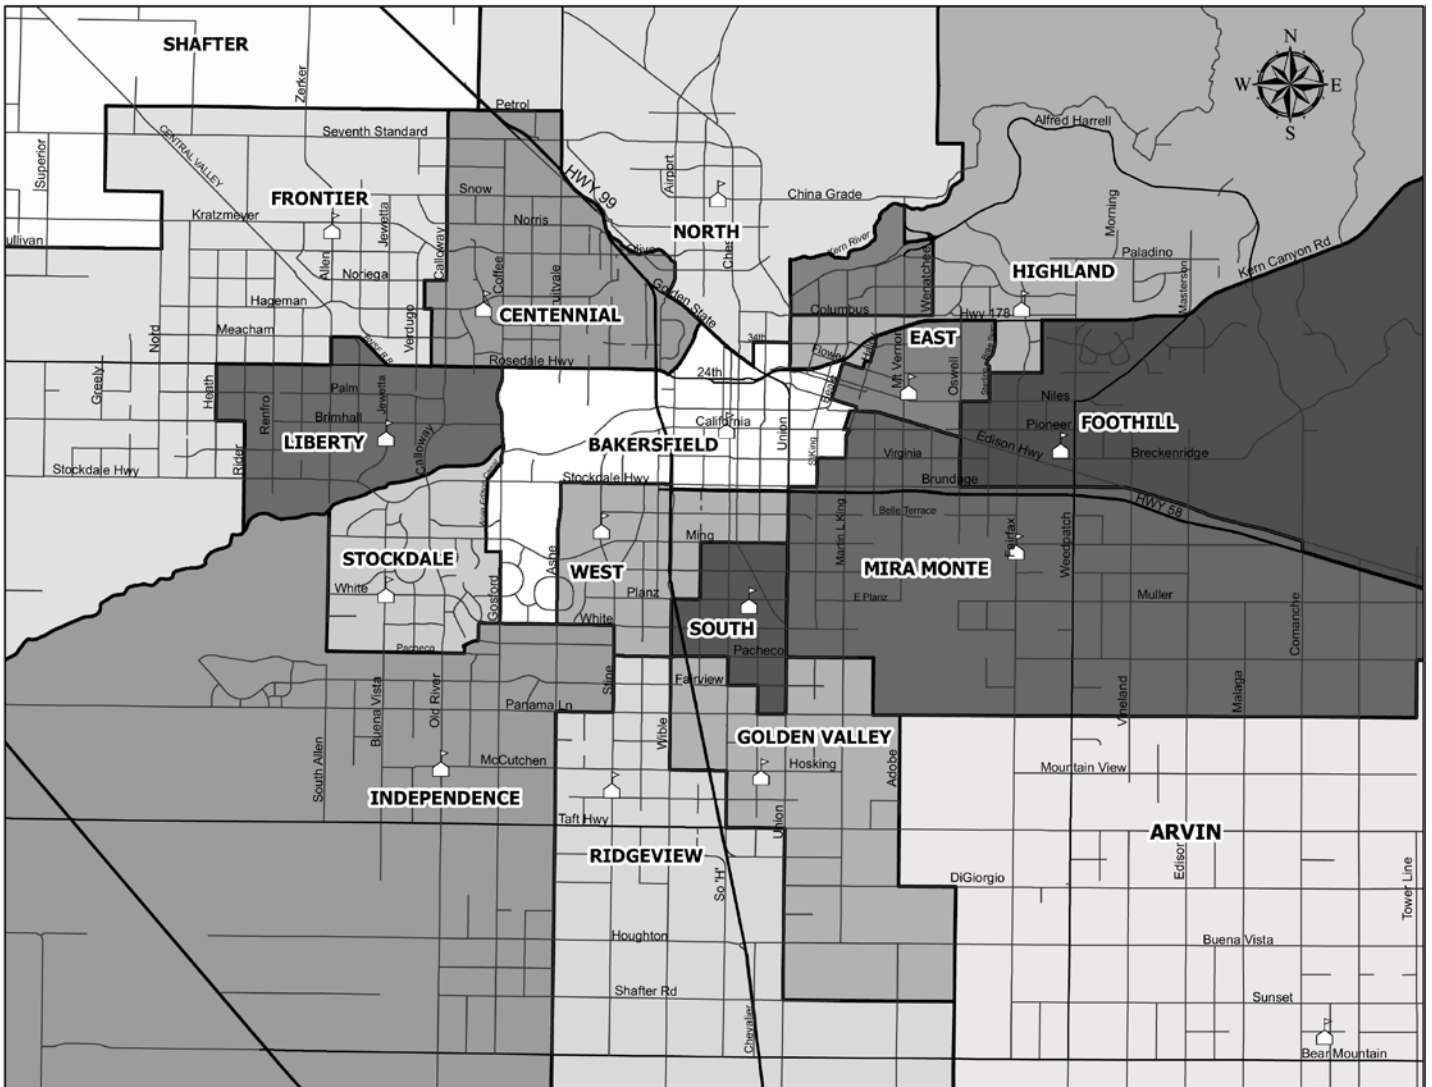 SHAFTER
N
W
E
S
Zerker
Petrol
Seventh Standard
CENTRAL VALLEY
Superior
Alfred Harrell
HWY 99
Airport
Snow
China Grade
FRONTIER
Jewetta
Kratzmeyer
Norris
Morning
NORTH
ullivan
Olive
Kern River
Calloway
Allen
Coffee
Ches
Wenatchee
Paladino
Kern Canyon Rd
Noriega
HIGHLAND
Masterson
Hageman
Golden State
Columbus
Hwy 178
CENTENNIAL
Meacham
Verdugo
Nord
34th
EAST
Rosedale Hwy
Flower
Haley
Mt Vernon
Oswell
24th
Greely
Heath
Palm
Jewetta
Beale
Niles
Renfro
Brimhall
California
Pioneer
FOOTHILL
LIBERTY
Calloway
BAKERSFIELD
Union
Edison Hwy
Rider
S King
Virginia
Breckenridge
Stockdale Hwy
Stockdale Hwy
Brundage
HWY 58
Belle Terrace
Martin L King
Ming
Fairfax
Weedpatch
STOCKDALE
Ashe
WEST
MIRA MONTE
White
Gosford
Planz
E Planz
Muller
White
SOUTH
Comanche
Pacheco
Pacheco
Stine
Fairview
Buena Vista
Old River
Panama Ln
Vineland
Malaga
Wible
GOLDEN VALLEY
South Allen
McCutchen
Hosking
Adobe
Mountain View
INDEPENDENCE
Taft Hwy
Union
ARVIN
RIDGEVIEW
Edison
So "H"
DiGiorgio
Tower Line
Houghton
Buena Vista
Shafter Rd
Sunset
Chevalier
Bear Mountain